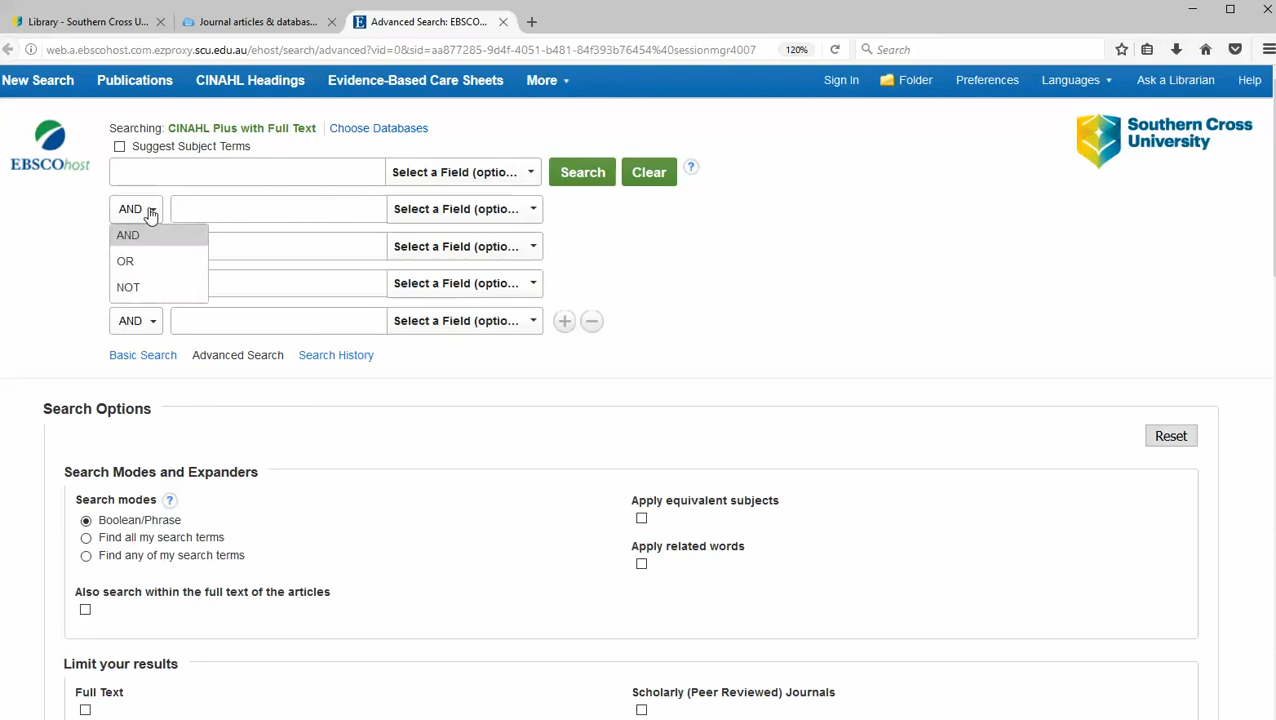 Library - Southern Cross U...
Journal articles & databas...
Advanced Search: EBSCO...
web.a.ebscohost.com.ezproxy.scu.edu.au/ehost/search/advanced?vid=0&sid=aa877285-9d4f-4051-b481-84f393b76454%40sessionmgr4007
120%
Search
New Search
Publications
CINAHL Headings
Evidence-Based Care Sheets
More
Sign In
Folder
Preferences
Languages
Ask a Librarian
Help
EBSCOhost
Searching: CINAHL Plus with Full Text
Choose Databases
Suggest Subject Terms
Select a Field (optio...
Search
Clear
?
Southern Cross
University
AND
Select a Field (optio...
AND
OR
NOT
Select a Field (optio...
Select a Field (optio...
AND
Select a Field (optio...
Basic Search
Advanced Search
Search History
Search Options
Reset
Search Modes and Expanders
Search modes ?
Boolean/Phrase
Find all my search terms
Find any of my search terms
Also search within the full text of the articles
Apply equivalent subjects
Apply related words
Limit your results
Full Text
Scholarly (Peer Reviewed) Journals